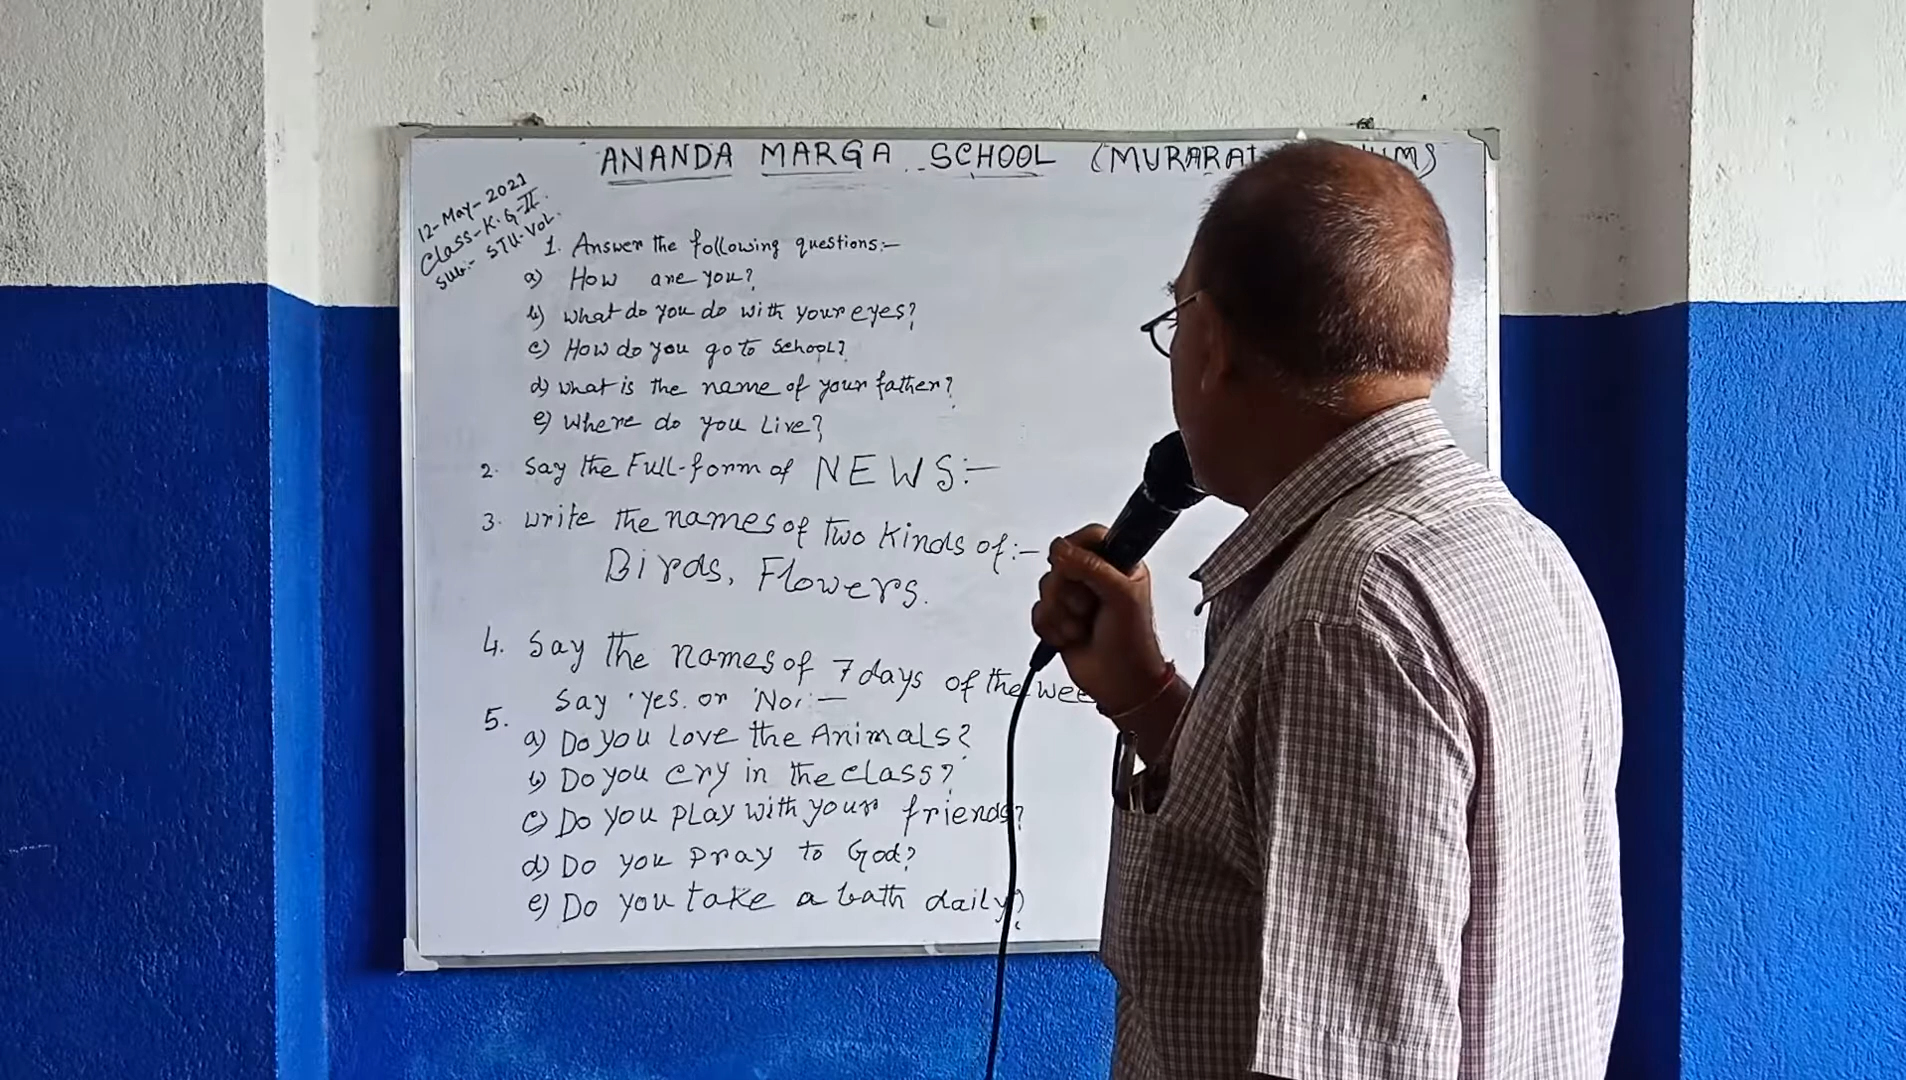 ANANDA MARGA SCHOOL (MURARAI
12-May-2021
Class-K.G-II.
Sub:- STU.VOL.
1. Answer the following questions:-
a) How are you?
b) What do you do with your eyes?
c) How do you go to School?
d) What is the name of your father?
e) Where do you Live?
2. Say the Full-form of NEWS:-
3. Write the names of two Kinds of:-
Birds, Flowers.
4. Say the names of 7 days of the wee
5. Say 'Yes. or 'No,:-
a) Do you Love the Animals?
b) Do you cry in the class?
c) Do you play with your friends?
d) Do you pray to God?
e) Do you take a bath daily?